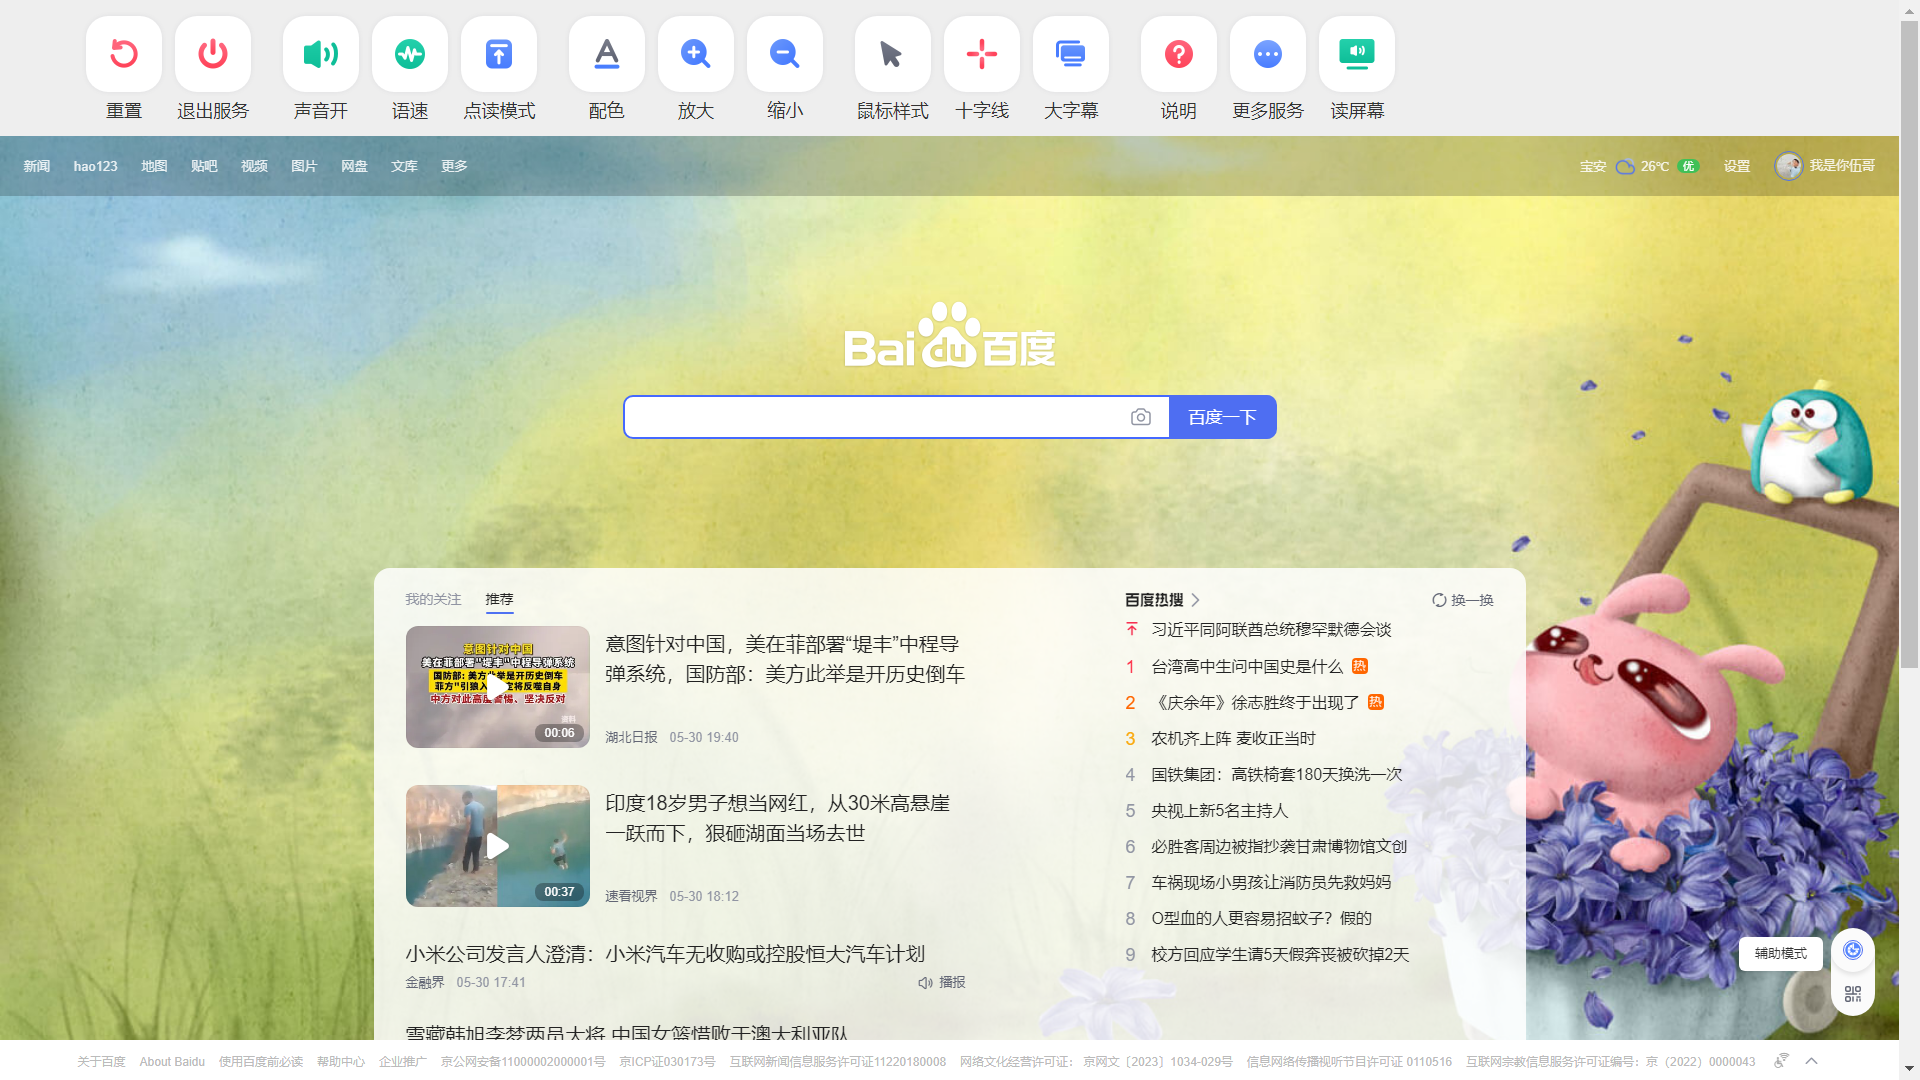 重置
退出服务
声音开
语速
点读模式
配色
放大
缩小
鼠标样式
十字线
大字幕
说明
更多服务
读屏幕
新闻 hao123 地图 贴吧 视频 图片 网盘 文库 更多
宝安 26℃ 优 设置 我是你伍哥
Bai du 百度
百度一下
我的关注 推荐
意图针对中国
美在菲部署"堤丰"中程导弹系统
国防部：美方此举是开历史倒车
中方对此高度警惕、坚决反对
资料
00:06
意图针对中国，美在菲部署“堤丰”中程导
弹系统，国防部：美方此举是开历史倒车
湖北日报 05-30 19:40
00:37
印度18岁男子想当网红，从30米高悬崖
一跃而下，狠砸湖面当场去世
速看视界 05-30 18:12
小米公司发言人澄清：小米汽车无收购或控股恒大汽车计划
金融界 05-30 17:41 播报
雪藏韩旭李梦两员大将 中国女篮惜败于澳大利亚队
百度热搜 换一换
习近平同阿联酋总统穆罕默德会谈
1 台湾高中生问中国史是什么 热
2 《庆余年》徐志胜终于出现了 热
3 农机齐上阵 麦收正当时
4 国铁集团：高铁椅套180天换洗一次
5 央视上新5名主持人
6 必胜客周边被指抄袭甘肃博物馆文创
7 车祸现场小男孩让消防员先救妈妈
8 O型血的人更容易招蚊子？假的
9 校方回应学生请5天假奔丧被砍掉2天
辅助模式
关于百度 About Baidu 使用百度前必读 帮助中心 企业推广 京公网安备11000002000001号 京ICP证030173号 互联网新闻信息服务许可证11220180008 网络文化经营许可证： 京网文〔2023〕1034-029号 信息网络传播视听节目许可证 0110516 互联网宗教信息服务许可证编号：京（2022）0000043